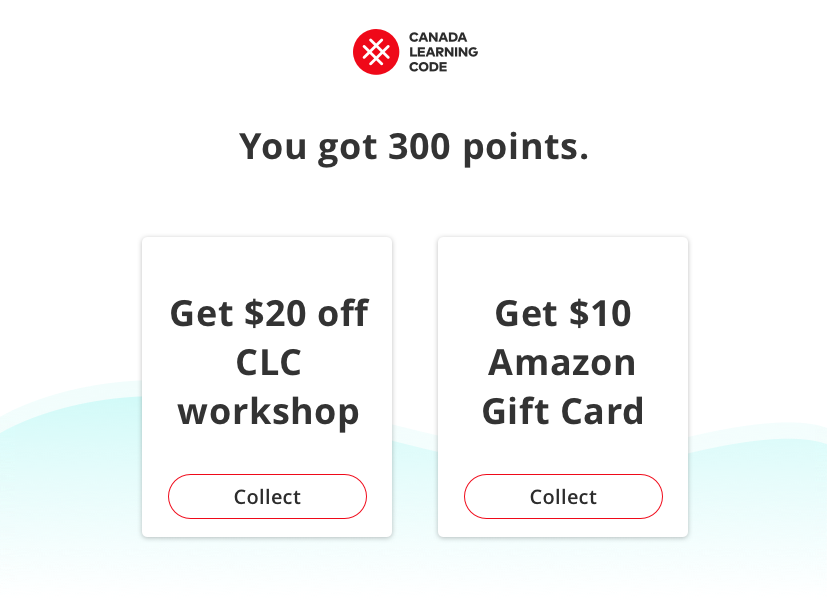 CANADA
LEARNING
CODE
You got 300 points.
Get $20 off
CLC
workshop
Collect
Get $10
Amazon
Gift Card
Collect